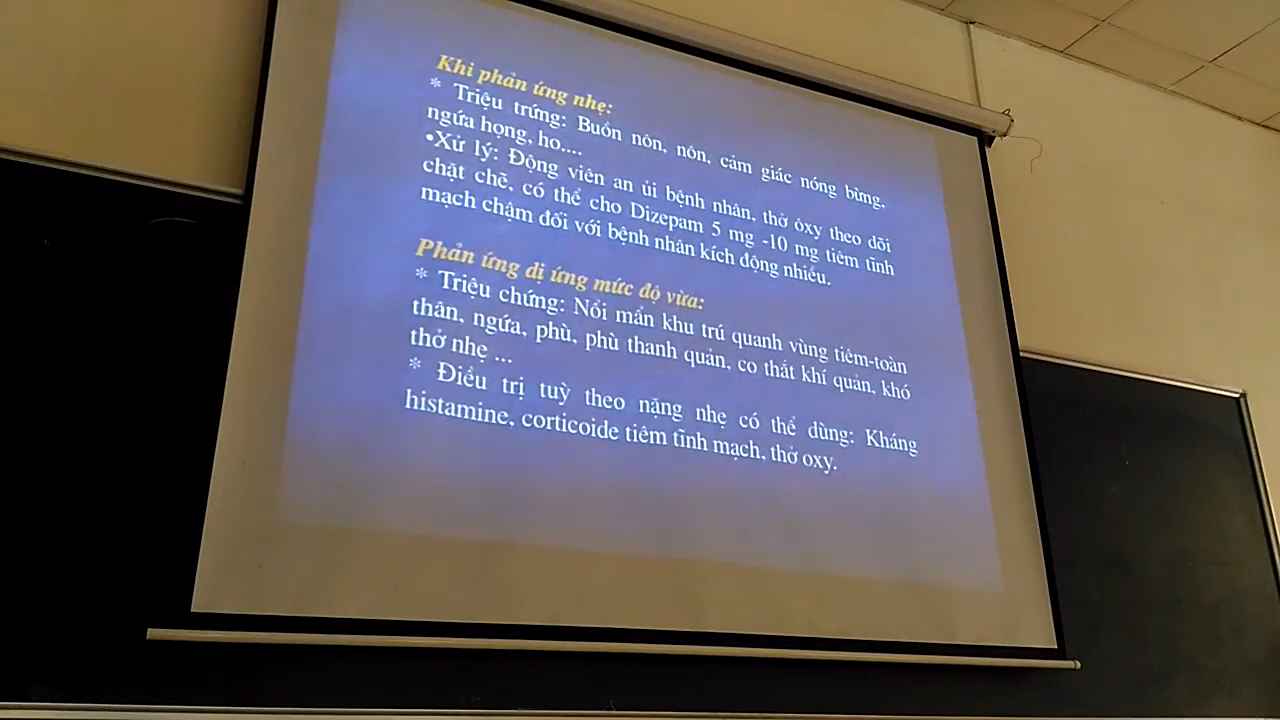 Khi phản ứng nhẹ:
* Triệu trứng: Buồn nôn, nôn, cảm giác nóng bừng,
ngứa họng, ho....
•Xử lý: Động viên an ủi bệnh nhân, thở ôxy theo dõi
chặt chẽ, có thể cho Dizepam 5 mg -10 mg tiêm tĩnh
mạch chậm đối với bệnh nhân kích động nhiều.
Phản ứng dị ứng mức độ vừa:
* Triệu chứng: Nổi mẩn khu trú quanh vùng tiêm-toàn
thân, ngứa, phù, phù thanh quản, co thắt khí quản, khó
thở nhẹ ...
* Điều trị tuỳ theo nặng nhẹ có thể dùng: Kháng
histamine, corticoide tiêm tĩnh mạch, thở oxy.